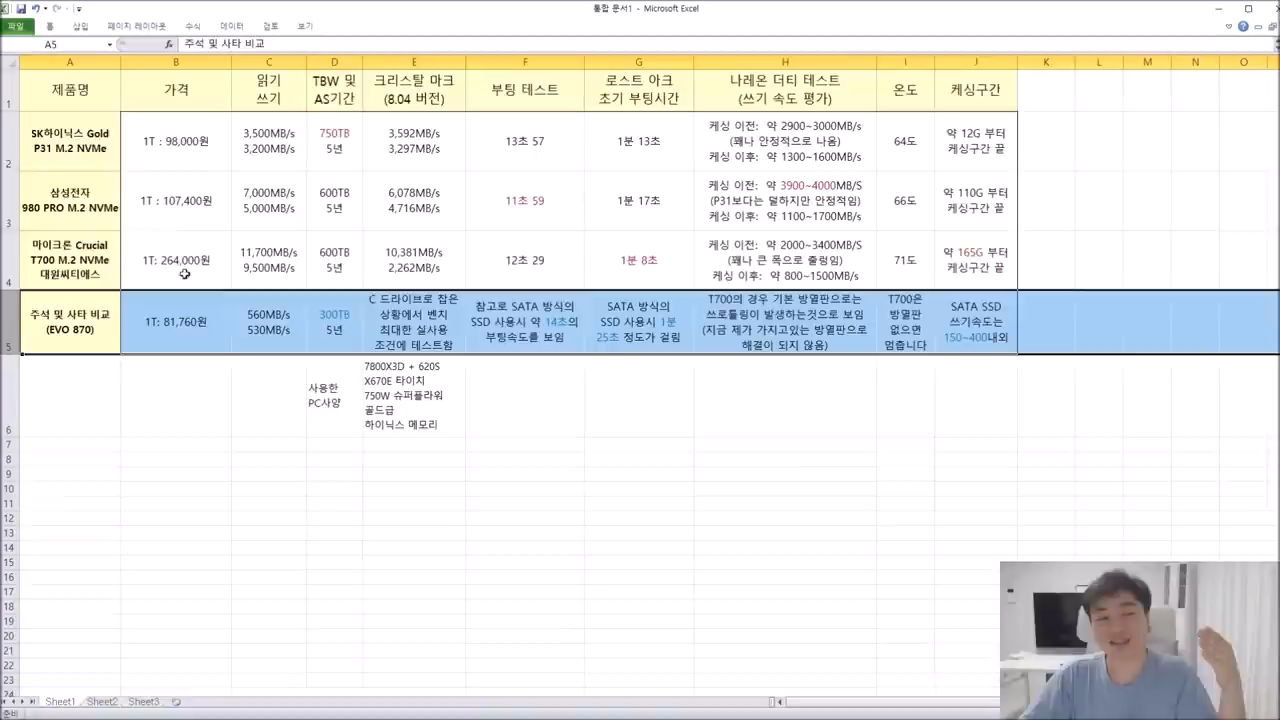 통합 문서1 - Microsoft Excel
파일 홈 삽입 페이지 레이아웃 수식 데이터 검토 보기
A5 fx 주석 및 사타 비교
A B C D E F G H I J K L M N O
1
제품명
가격
읽기
쓰기
TBW 및
AS기간
크리스탈 마크
(8.04 버전)
부팅 테스트
로스트 아크
초기 부팅시간
나레온 더티 테스트
(쓰기 속도 평가)
온도
케싱구간
2
SK하이닉스 Gold
P31 M.2 NVMe
1T : 98,000원
3,500MB/s
3,200MB/s
750TB
5년
3,592MB/s
3,297MB/s
13초 57
1분 13초
케싱 이전: 약 2900~3000MB/s
(꽤나 안정적으로 나옴)
케싱 이후: 약 1300~1600MB/s
64도
약 12G 부터
케싱구간 끝
3
삼성전자
980 PRO M.2 NVMe
1T : 107,400원
7,000MB/s
5,000MB/s
600TB
5년
6,078MB/s
4,716MB/s
11초 59
1분 17초
케싱 이전: 약 3900~4000MB/S
(P31보다는 덜하지만 안정적임)
케싱 이후: 약 1100~1700MB/s
66도
약 110G 부터
케싱구간 끝
4
마이크론 Crucial
T700 M.2 NVMe
대원씨티에스
1T: 264,000원
11,700MB/s
9,500MB/s
600TB
5년
10,381MB/s
2,262MB/s
12초 29
1분 8초
케싱 이전: 약 2000~3400MB/S
(꽤나 큰 폭으로 출렁임)
케싱 이후: 약 800~1500MB/s
71도
약 165G 부터
케싱구간 끝
5
주석 및 사타 비교
(EVO 870)
1T: 81,760원
560MB/s
530MB/s
300TB
5년
C 드라이브로 잡은
상황에서 벤치
최대한 실사용
조건에 테스트함
참고로 SATA 방식의
SSD 사용시 약 14초의
부팅속도를 보임
SATA 방식의
SSD 사용시 1분
25초 정도가 걸림
T700의 경우 기본 방열판으로는
쓰로틀링이 발생하는것으로 보임
(지금 제가 가지고있는 방열판으로
해결이 되지 않음)
T700은
방열판
없으면
멈춥니다
SATA SSD
쓰기속도는
150~400내외
6
사용한
PC사양
7800X3D + 620S
X670E 타이치
750W 슈퍼플라워
골드급
하이닉스 메모리
7
8
9
10
11
12
13
14
15
16
17
18
19
20
21
22
23
24
Sheet1 Sheet2 Sheet3
준비